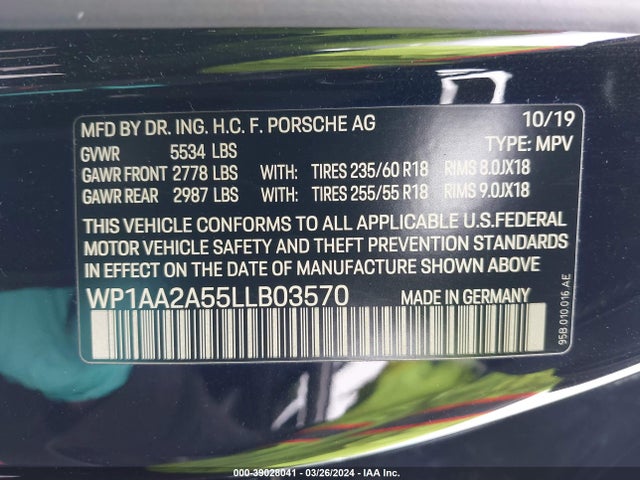 MFD BY DR. ING. H.C. F. PORSCHE AG 10/19
GVWR 5534 LBS TYPE: MPV
GAWR FRONT 2778 LBS WITH: TIRES 235/60 R18 RIMS 8.0JX18
GAWR REAR 2987 LBS WITH: TIRES 255/55 R18 RIMS 9.0JX18
THIS VEHICLE CONFORMS TO ALL APPLICABLE U.S.FEDERAL
MOTOR VEHICLE SAFETY AND THEFT PREVENTION STANDARDS
IN EFFECT ON THE DATE OF MANUFACTURE SHOWN ABOVE
WP1AA2A55LLB03570 MADE IN GERMANY
95B.010.016 AE
000-39028041 - 03/26/2024 - IAA Inc.